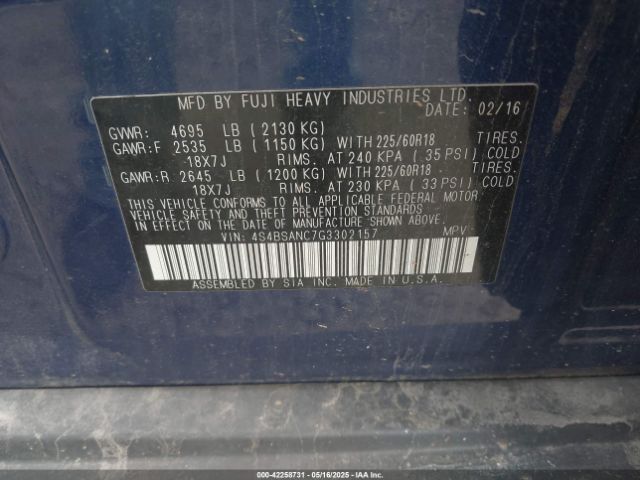 MFD BY FUJI HEAVY INDUSTRIES LTD.
DATE: 02/16
GVWR: 4695 LB ( 2130 KG)
GAWR:F 2535 LB ( 1150 KG) WITH 225/60R18 TIRES.
18X7J RIMS. AT 240 KPA ( 35 PSI) COLD
GAWR:R 2645 LB ( 1200 KG) WITH 225/60R18 TIRES.
18X7J RIMS. AT 230 KPA ( 33 PSI) COLD
THIS VEHICLE CONFORMS TO ALL APPLICABLE FEDERAL MOTOR
VEHICLE SAFETY AND THEFT PREVENTION STANDARDS
IN EFFECT ON THE DATE OF MANUFACTURE SHOWN ABOVE.
VIN: 4S4BSANC7G3302157 MPV
ASSEMBLED BY SIA INC. MADE IN U.S.A.
000-42258731 - 05/16/2025 - IAAI.COM